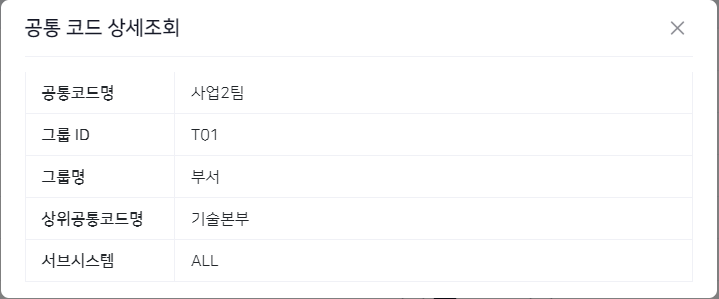 공통 코드 상세조회
공통코드명 사업2팀
그룹 ID T01
그룹명 부서
상위공통코드명 기술본부
서브시스템 ALL